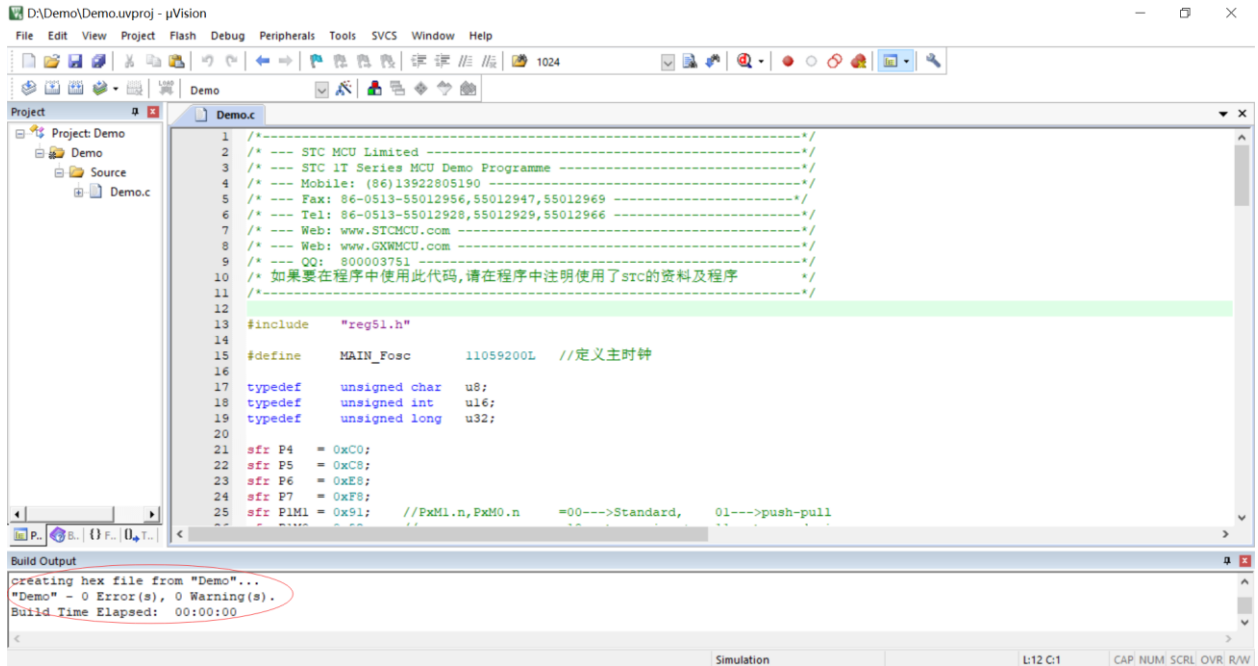 D:\Demo\Demo.uvproj - µVision
File Edit View Project Flash Debug Peripherals Tools SVCS Window Help
1024
Demo
Project
Demo.c
Project: Demo
Demo
Source
Demo.c
1 /*----------------------------------------------------------------------*/
2 /* --- STC MCU Limited -------------------------------------------------*/
3 /* --- STC 1T Series MCU Demo Programme --------------------------------*/
4 /* --- Mobile: (86)13922805190 -----------------------------------------*/
5 /* --- Fax: 86-0513-55012956,55012947,55012969 ------------------------*/
6 /* --- Tel: 86-0513-55012928,55012929,55012966 -------------------------*/
7 /* --- Web: www.STCMCU.com ---------------------------------------------*/
8 /* --- Web: www.GXWMCU.com ---------------------------------------------*/
9 /* --- QQ: 800003751 --------------------------------------------------*/
10 /* 如果要在程序中使用此代码,请在程序中注明使用了STC的资料及程序 */
11 /*----------------------------------------------------------------------*/
12
13 #include "reg51.h"
14
15 #define MAIN_Fosc 11059200L //定义主时钟
16
17 typedef unsigned char u8;
18 typedef unsigned int u16;
19 typedef unsigned long u32;
20
21 sfr P4 = 0xC0;
22 sfr P5 = 0xC8;
23 sfr P6 = 0xE8;
24 sfr P7 = 0xF8;
25 sfr P1M1 = 0x91; //PxM1.n,PxM0.n =00--->Standard, 01--->push-pull
P.. B.. {} F.. 0 T..
Build Output
creating hex file from "Demo"...
"Demo" - 0 Error(s), 0 Warning(s).
Build Time Elapsed: 00:00:00
Simulation L:12 C:1 CAP NUM SCRL OVR R/W